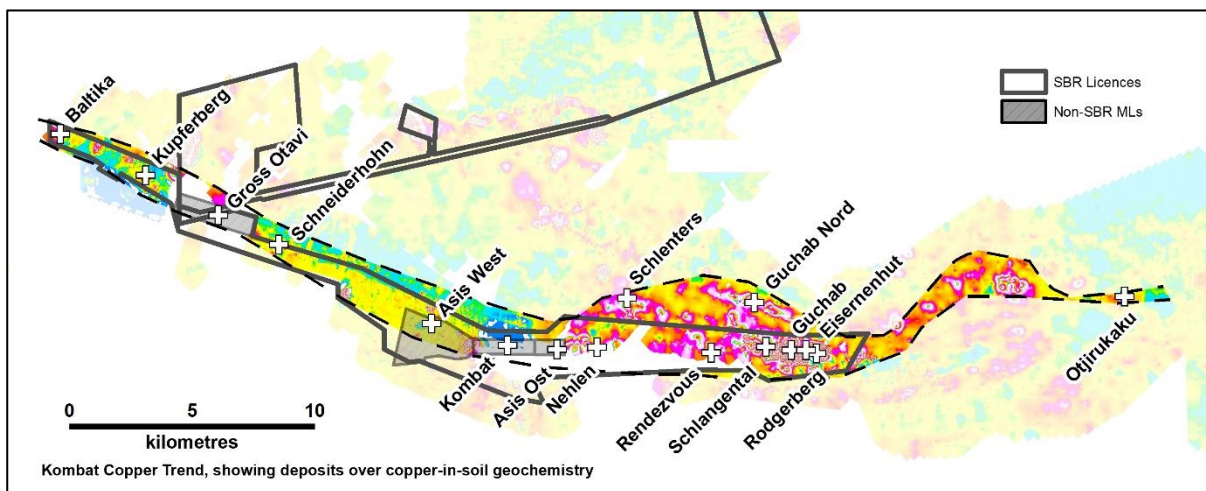 SBR Licences
Non-SBR MLs
Baltika
Kupferberg
Gross Otavi
Schneiderhohn
Asis West
Schlenters
Guchab Nord
Guchab
Eisernenhut
Otjirukaku
Kombat
Asis Ost
Nehlen
Rendezvous
Schlangental
Rodgerberg
0 5 10
kilometres
Kombat Copper Trend, showing deposits over copper-in-soil geochemistry